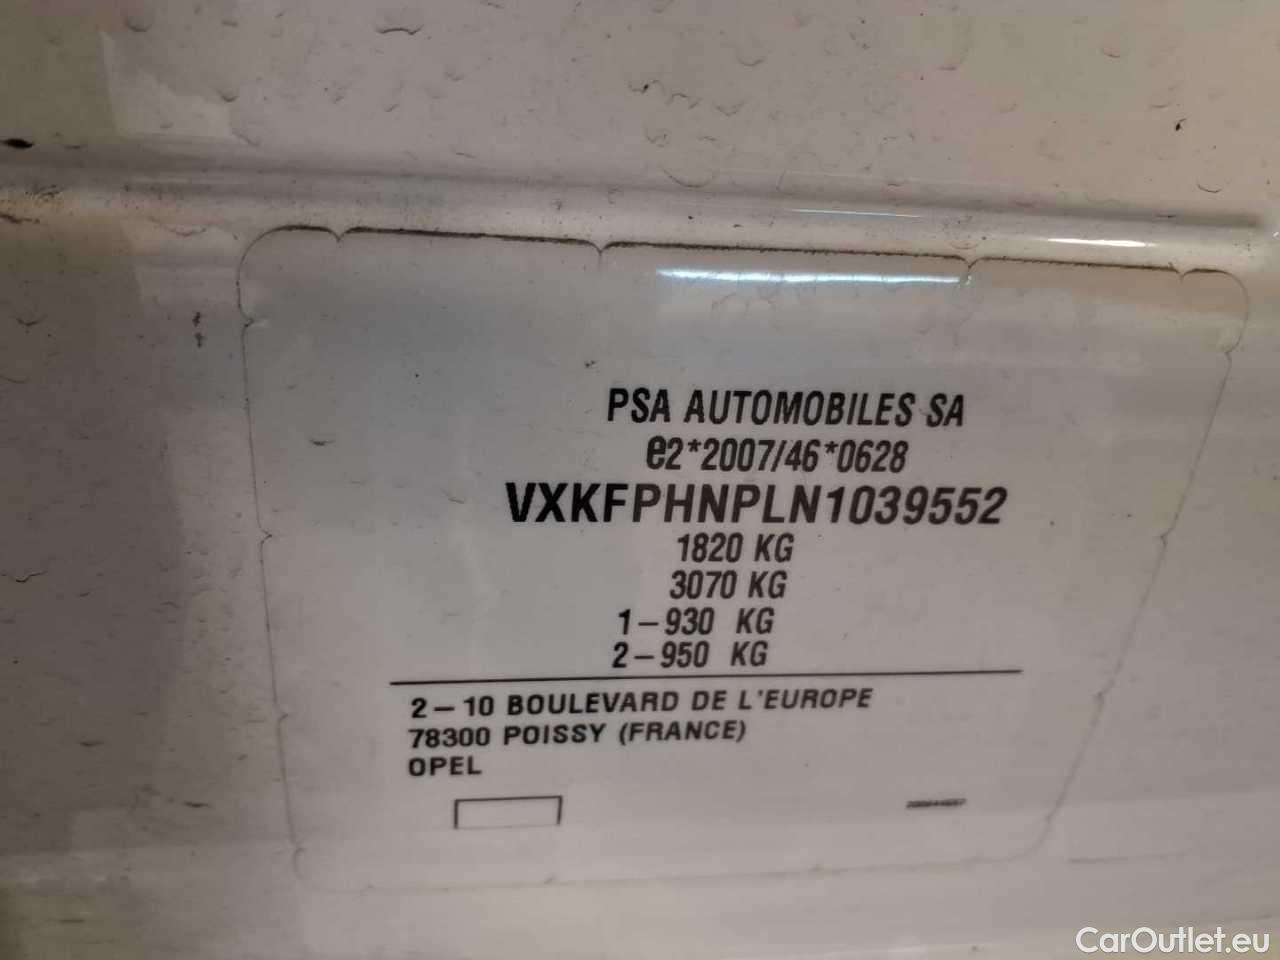 PSA AUTOMOBILES SA
e2*2007/46*0628
VXKFPHNPLN1039552
1820 KG
3070 KG
1-930 KG
2-950 KG
2-10 BOULEVARD DE L'EUROPE
78300 POISSY (FRANCE)
OPEL
CarOutlet.eu